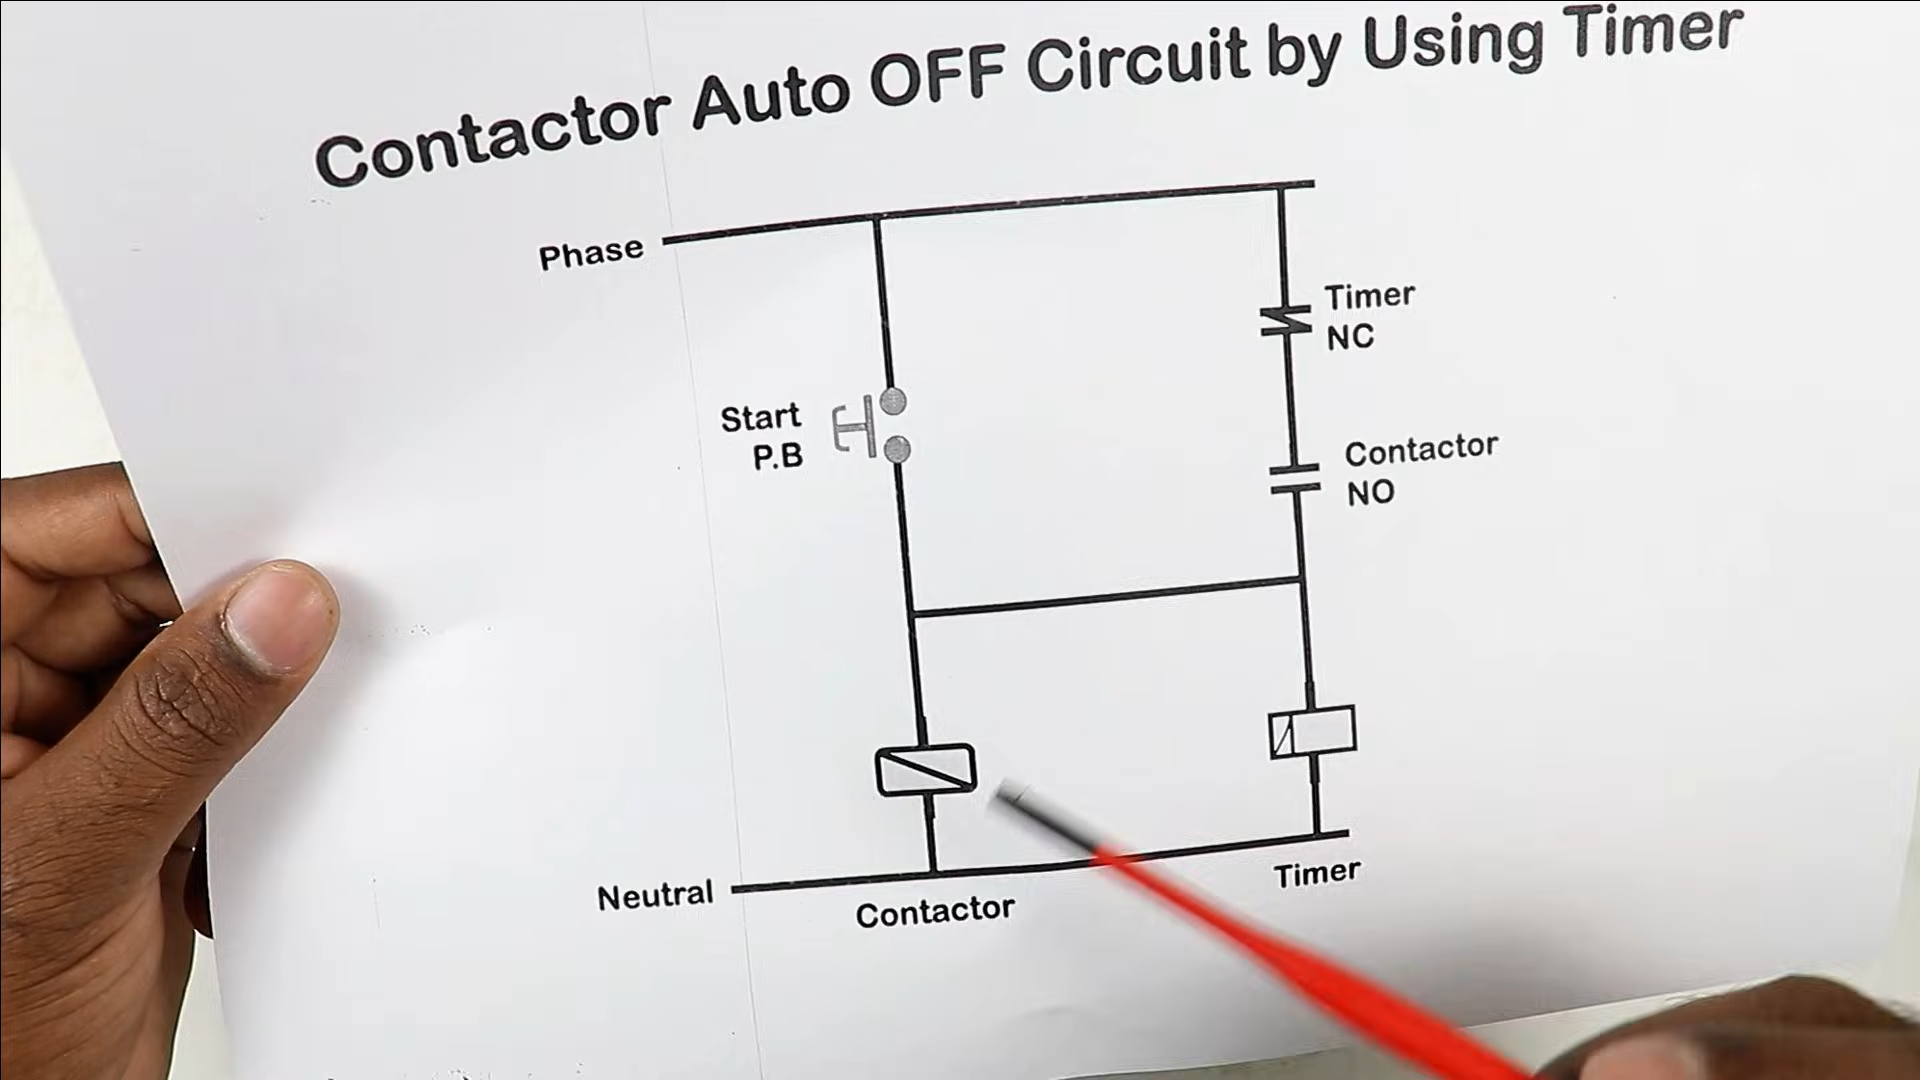 Contactor Auto OFF Circuit by Using Timer
Phase
Timer
NC
Start
P.B
Contactor
NO
Neutral
Contactor
Timer